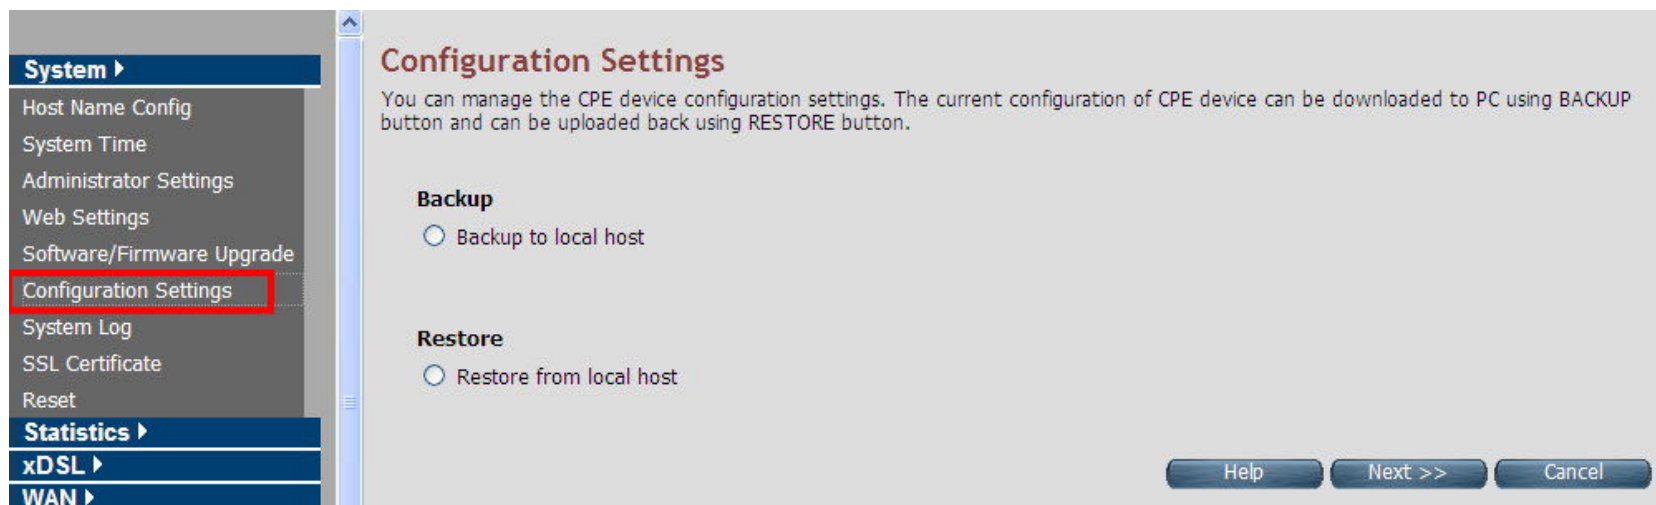 System
Host Name Config
System Time
Administrator Settings
Web Settings
Software/Firmware Upgrade
Configuration Settings
System Log
SSL Certificate
Reset
Statistics
xDSL
WAN
Configuration Settings
You can manage the CPE device configuration settings. The current configuration of CPE device can be downloaded to PC using BACKUP
button and can be uploaded back using RESTORE button.
Backup
Backup to local host
Restore
Restore from local host
Help Next >> Cancel